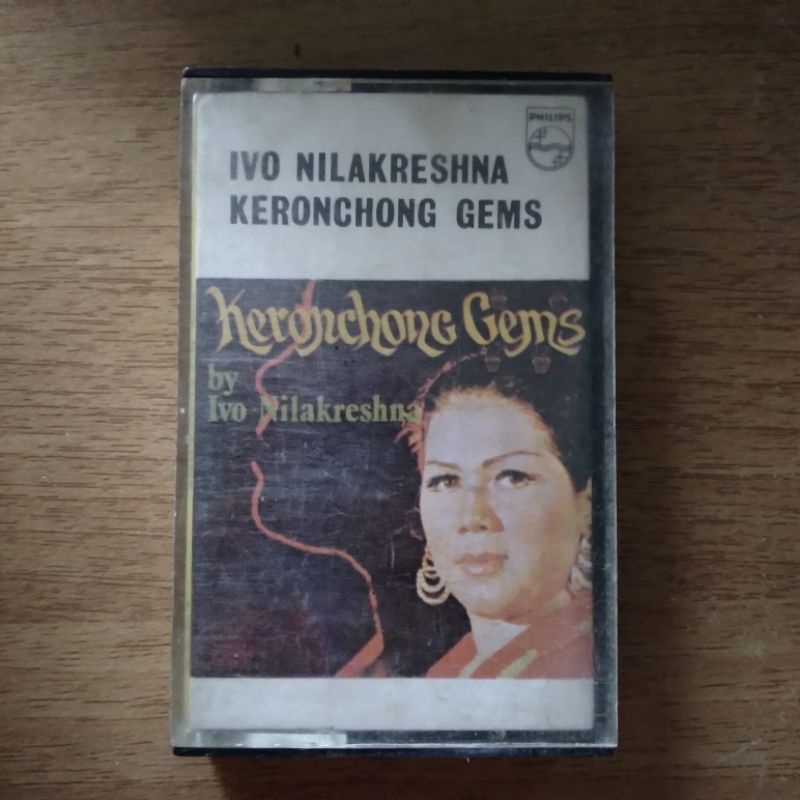 PHILIPS
IVO NILAKRESHNA
KERONCHONG GEMS
Keronchong Gems
by
Ivo Nilakreshna